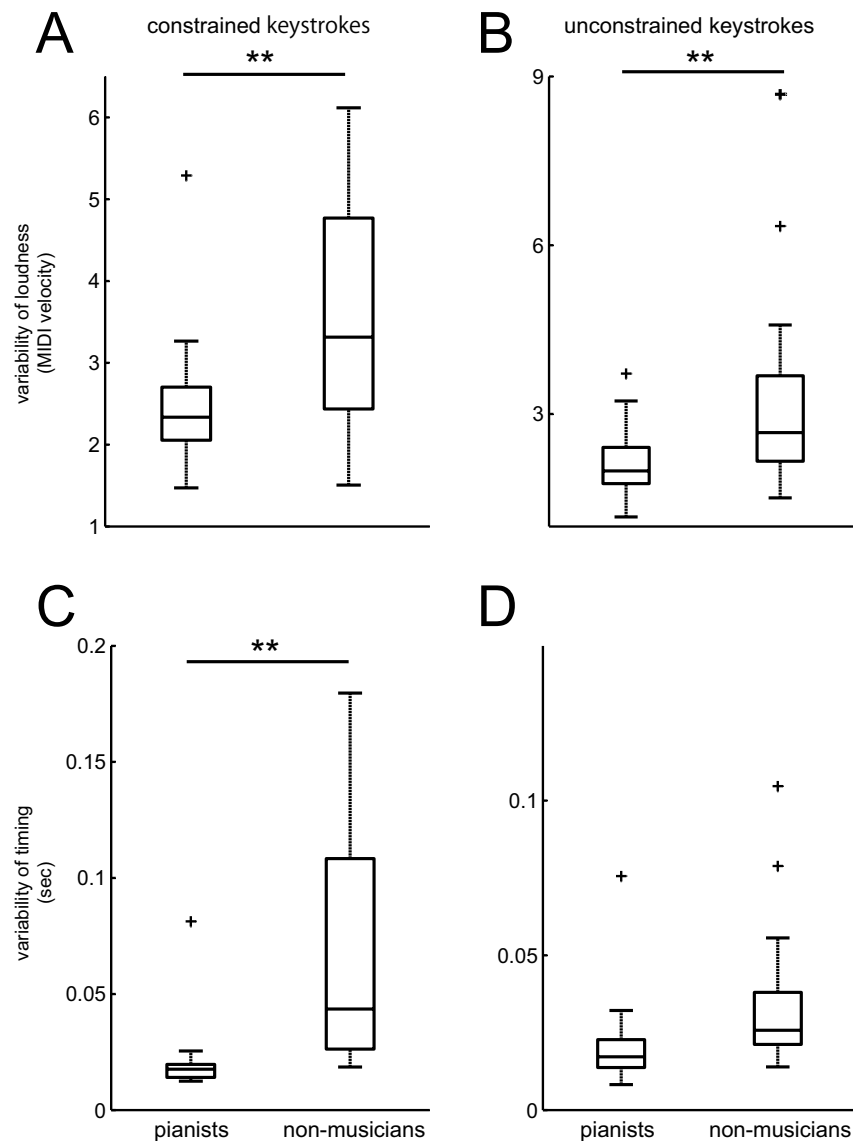 A
constrained keystrokes
**
6
5
4
3
2
1
variability of loudness
(MIDI velocity)
B
unconstrained keystrokes
**
9
6
3
C
**
0.2
0.15
0.1
0.05
0
variability of timing
(sec)
pianists
non-musicians
D
0.1
0.05
0
pianists
non-musicians